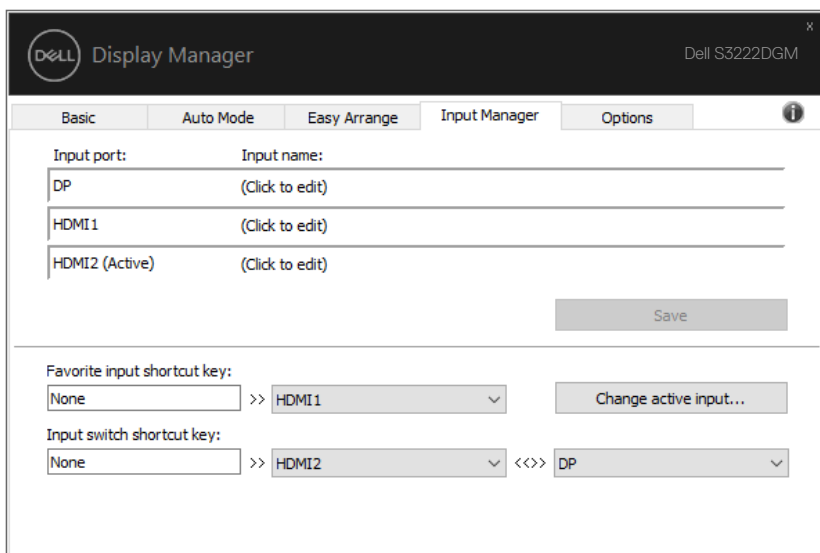 x
DELL Display Manager Dell S3222DGM
Basic Auto Mode Easy Arrange Input Manager Options i
Input port: Input name:
DP (Click to edit)
HDMI1 (Click to edit)
HDMI2 (Active) (Click to edit)
Save
Favorite input shortcut key:
None >> HDMI1 Change active input...
Input switch shortcut key:
None >> HDMI2 <<>> DP